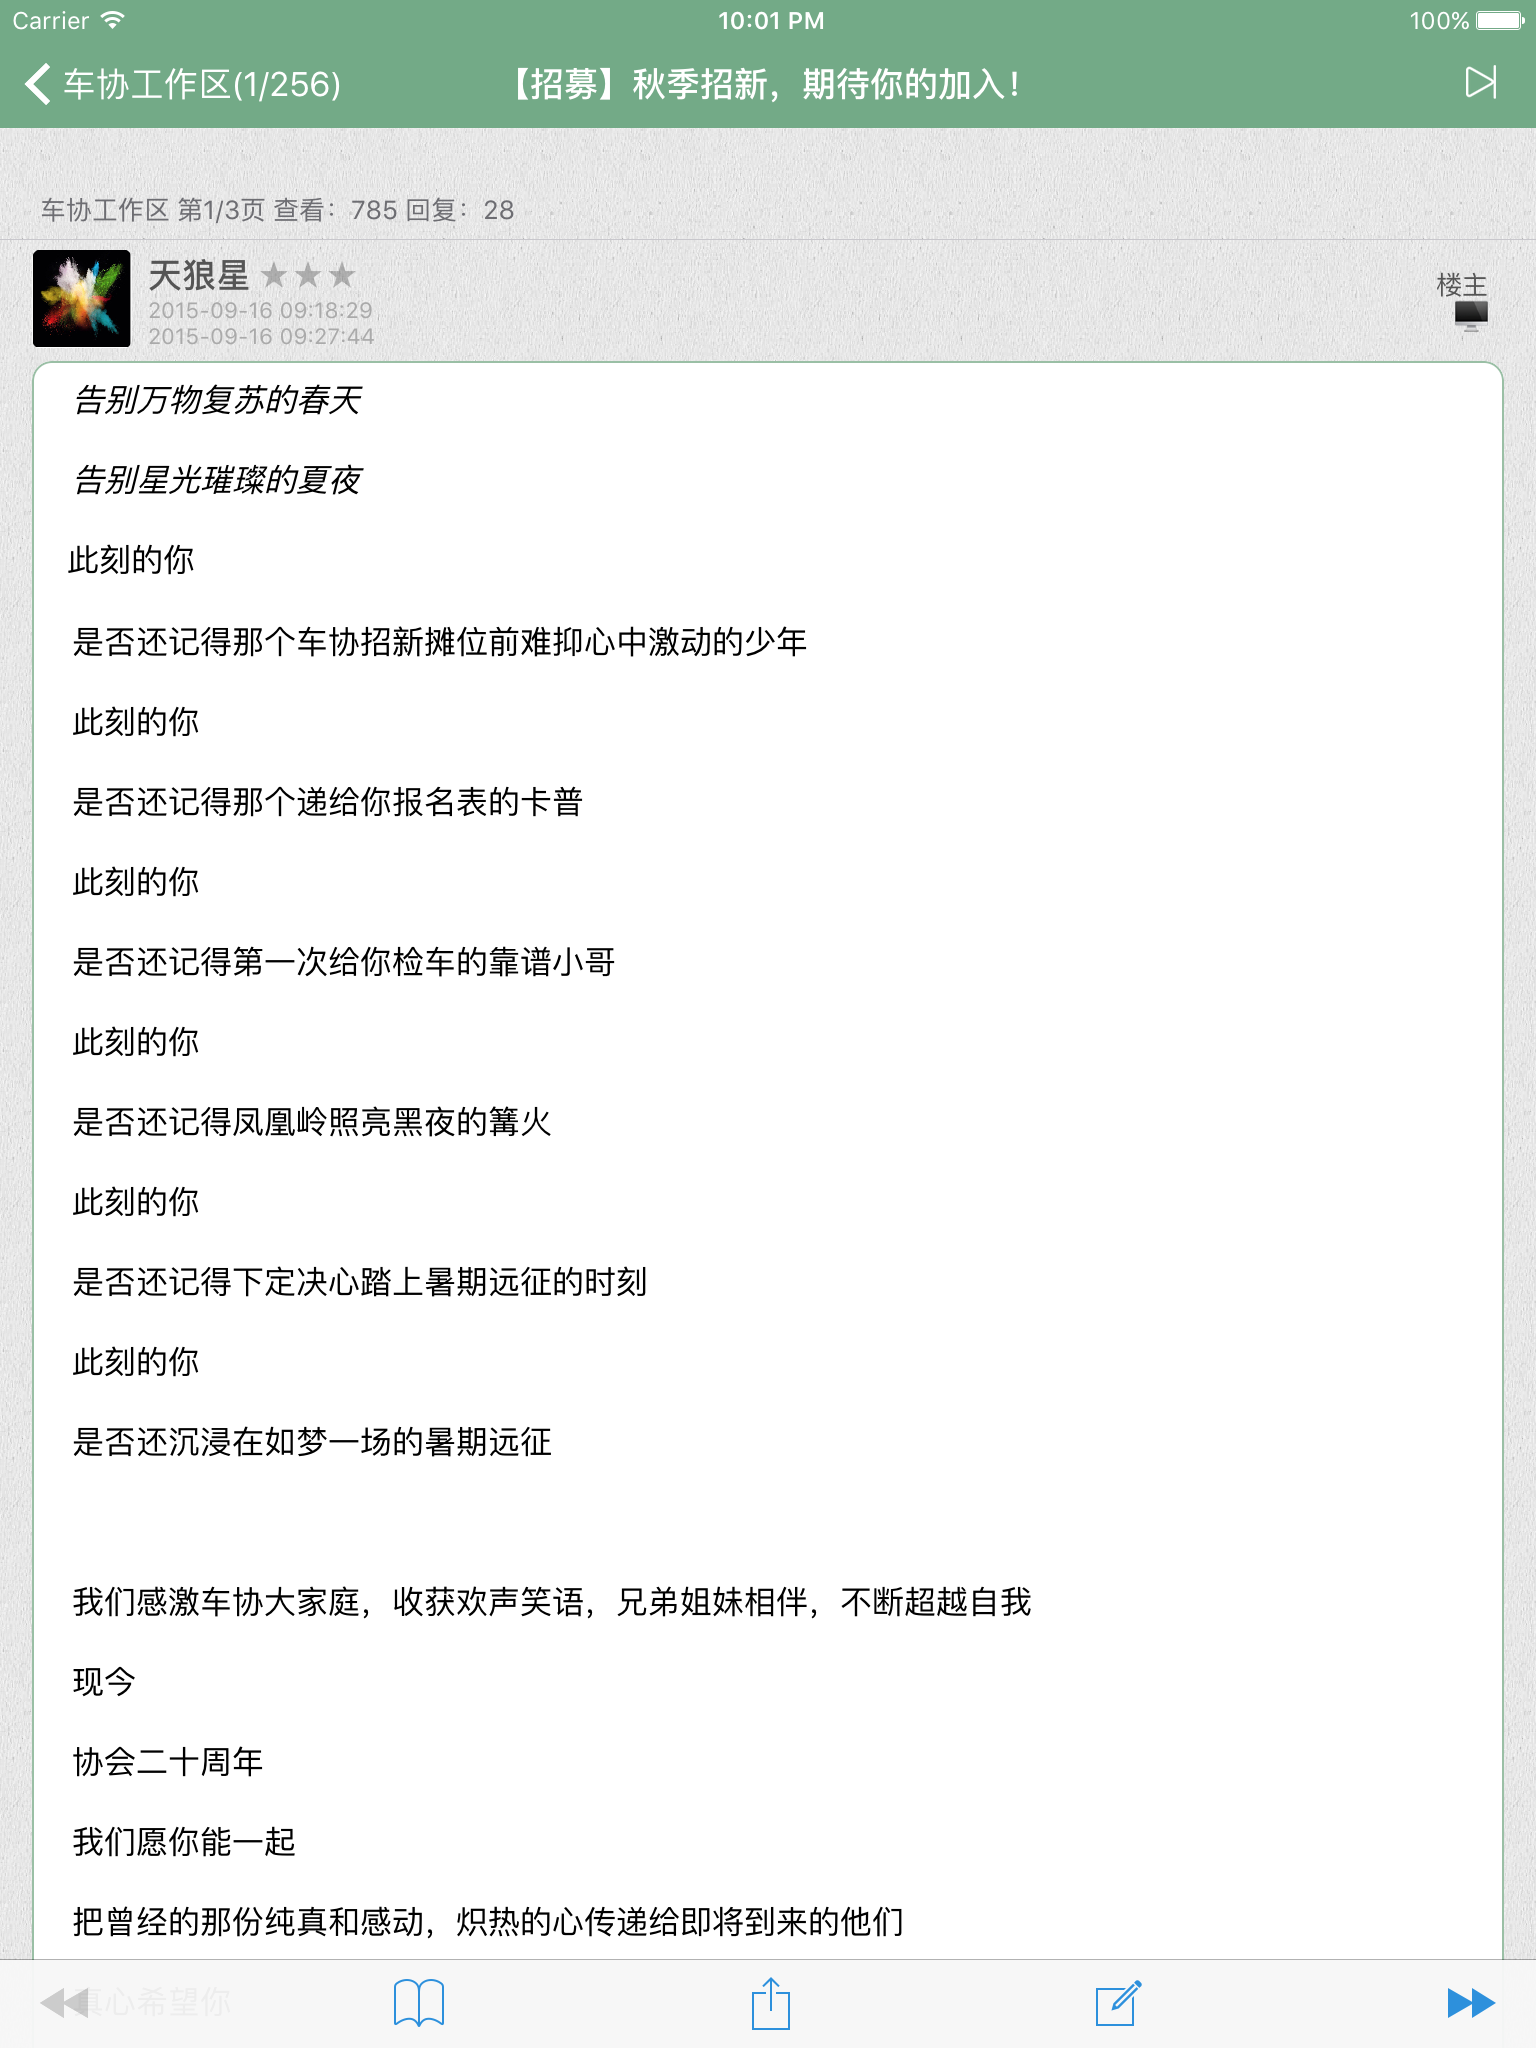 Carrier 10:01 PM 100%
车协工作区(1/256) 【招募】秋季招新，期待你的加入！
车协工作区 第1/3页 查看：785 回复：28
天狼星 ★★★
楼主
2015-09-16 09:18:29
2015-09-16 09:27:44
告别万物复苏的春天
告别星光璀璨的夏夜
此刻的你
是否还记得那个车协招新摊位前难抑心中激动的少年
此刻的你
是否还记得那个递给你报名表的卡普
此刻的你
是否还记得第一次给你检车的靠谱小哥
此刻的你
是否还记得凤凰岭照亮黑夜的篝火
此刻的你
是否还记得下定决心踏上暑期远征的时刻
此刻的你
是否还沉浸在如梦一场的暑期远征
我们感激车协大家庭，收获欢声笑语，兄弟姐妹相伴，不断超越自我
现今
协会二十周年
我们愿你能一起
把曾经的那份纯真和感动，炽热的心传递给即将到来的他们
真心希望你